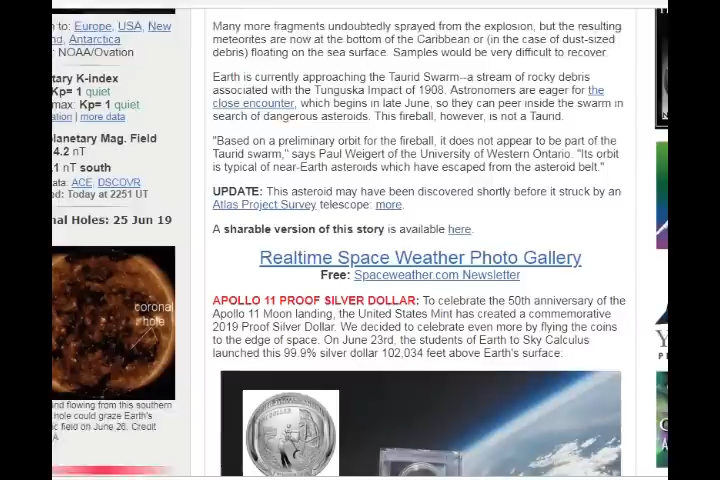 n to: Europe, USA, New
nd, Antarctica
: NOAA/Ovation
tary K-index
Kp= 1 quiet
max: Kp= 1 quiet
ation | more data
lanetary Mag. Field
4.2 nT
.1 nT south
data: ACE, DSCOVR
ed: Today at 2251 UT
nal Holes: 25 Jun 19
coronal
hole
nd flowing from this southern
hole could graze Earth's
c field on June 26. Credit
A
Many more fragments undoubtedly sprayed from the explosion, but the resulting
meteorites are now at the bottom of the Caribbean or (in the case of dust-sized
debris) floating on the sea surface. Samples would be very difficult to recover.
Earth is currently approaching the Taurid Swarm--a stream of rocky debris
associated with the Tunguska Impact of 1908. Astronomers are eager for the
close encounter, which begins in late June, so they can peer inside the swarm in
search of dangerous asteroids. This fireball, however, is not a Taurid.
"Based on a preliminary orbit for the fireball, it does not appear to be part of the
Taurid swarm," says Paul Weigert of the University of Western Ontario. "Its orbit
is typical of near-Earth asteroids which have escaped from the asteroid belt."
UPDATE: This asteroid may have been discovered shortly before it struck by an
Atlas Project Survey telescope: more.
A sharable version of this story is available here.
Realtime Space Weather Photo Gallery
Free: Spaceweather.com Newsletter
APOLLO 11 PROOF SILVER DOLLAR: To celebrate the 50th anniversary of the
Apollo 11 Moon landing, the United States Mint has created a commemorative
2019 Proof Silver Dollar. We decided to celebrate even more by flying the coins
to the edge of space. On June 23rd, the students of Earth to Sky Calculus
launched this 99.9% silver dollar 102,034 feet above Earth's surface: